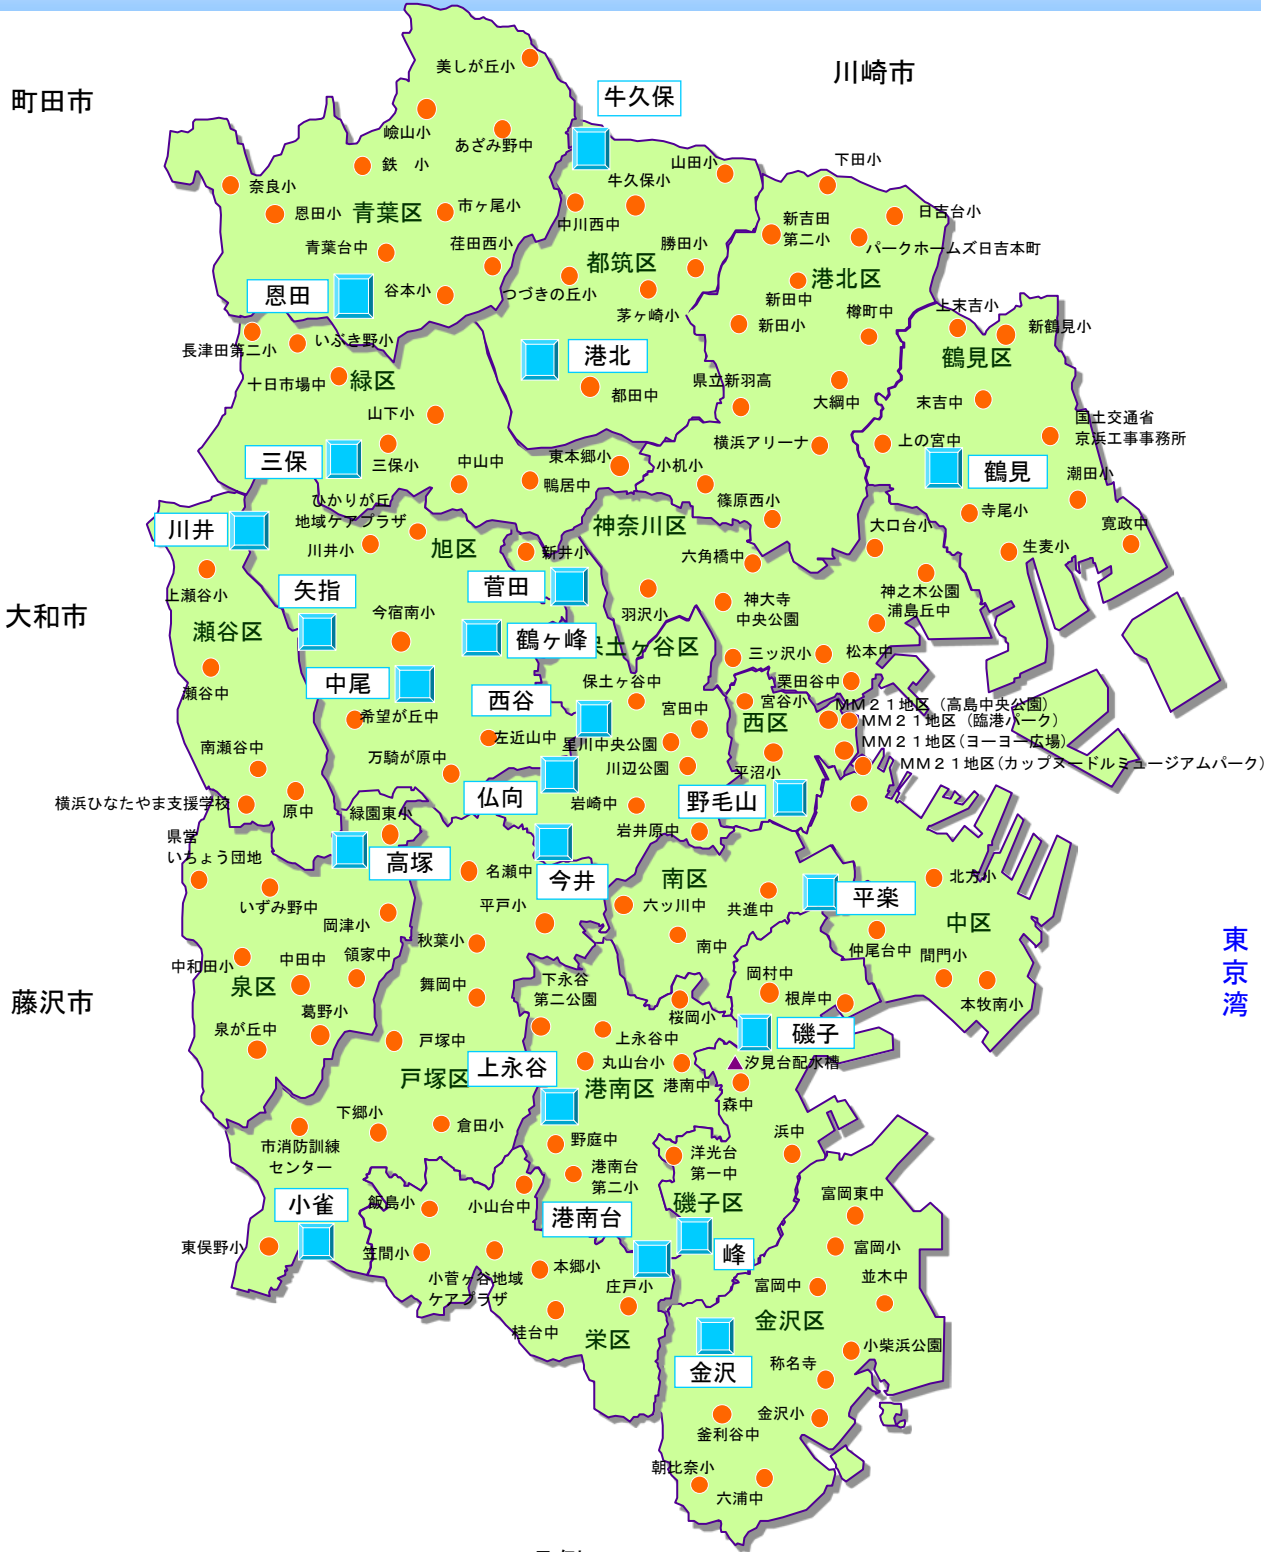 川崎市
町田市
美しが丘小
牛久保
嶮山小
あざみ野中
鉄　小
山田小
下田小
奈良小
牛久保小
恩田小
青葉区
市ヶ尾小
中川西中
新吉田
第二小
日吉台小
青葉台中
荏田西小
勝田小
パークホームズ日吉本町
都筑区
港北区
恩田
谷本小
つづきの丘小
新田中
茅ヶ崎小
新田小
樽町中
上末吉小
新鶴見小
長津田第二小
いぶき野小
港北
鶴見区
十日市場中
緑区
都田中
県立新羽高
大綱中
末吉中
山下小
国土交通省
京浜工事事務所
横浜アリーナ
上の宮中
三保
三保小
中山中
東本郷小
小机小
鶴見
潮田小
鴨居中
篠原西小
ひかりが丘
地域ケアプラザ
寺尾小
寛政中
川井
神奈川区
大口台小
川井小
旭区
新井小
六角橋中
生麦小
上瀬谷小
矢指
菅田
神之木公園
大和市
今宿南小
羽沢小
神大寺
中央公園
浦島丘中
瀬谷区
鶴ヶ峰
保土ヶ谷区
三ッ沢小
松本中
中尾
瀬谷中
保土ヶ谷中
栗田谷中
西谷
宮谷小
希望が丘中
宮田中
西区
MM21地区（高島中央公園）
MM21地区（臨港パーク）
左近山中
星川中央公園
MM21地区（ヨーヨー広場）
南瀬谷中
万騎が原中
川辺公園
平沼小
MM21地区（カップヌードルミュージアムパーク）
仏向
野毛山
横浜ひなたやま支援学校
原中
緑園東小
岩崎中
県営
いちょう団地
岩井原中
高塚
名瀬中
今井
南区
平楽
北方小
いずみ野中
平戸小
六ッ川中
共進中
岡津小
中区
秋葉小
南中
仲尾台中
東京湾
中和田小
中田中
領家中
間門小
泉区
舞岡中
下永谷
第二公園
岡村中
根岸中
本牧南小
藤沢市
葛野小
桜岡小
泉が丘中
戸塚中
上永谷中
磯子
上永谷
丸山台小
汐見台配水槽
戸塚区
港南区
港南中
森中
下郷小
倉田小
市消防訓練
センター
野庭中
浜中
洋光台
第一中
港南台
第二小
小雀
飯島小
小山台中
港南台
磯子区
富岡東中
東俣野小
笠間小
峰
富岡小
小菅ヶ谷地域
ケアプラザ
本郷小
庄戸小
富岡中
並木中
桂台中
栄区
金沢区
小柴浜公園
金沢
称名寺
釜利谷中
金沢小
朝比奈小
六浦中